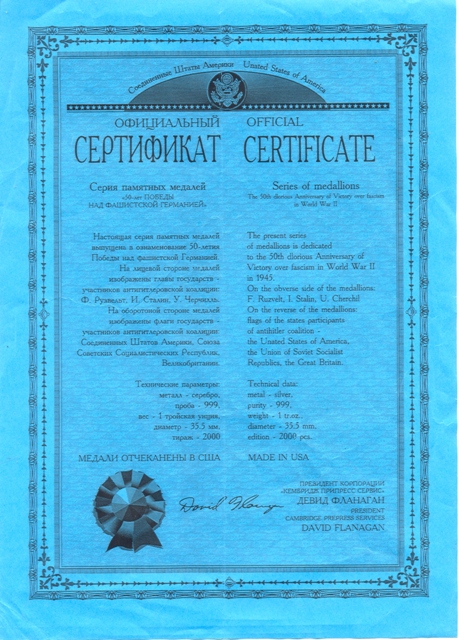 Соединенные Штаты Америки Unated States of America
ОФИЦИАЛЬНЫЙ
СЕРТИФИКАТ
Серия памятных медалей
«50-лет ПОБЕДЫ
НАД ФАШИСТСКОЙ ГЕРМАНИЕЙ»
Настоящая серия памятных медалей
выпущена в ознаменование 50-летия
Победы над фашистской Германией.
На лицевой стороне медалей
изображены главы государств -
участников антигитлеровской коалиции:
Ф. Рузвельт, И. Сталин, У. Черчилль.
На оборотной стороне медалей
изображены флаги государств -
участников антигитлеровской коалиции:
Соединенных Штатов Америки, Союза
Советских Социалистических Республик,
Великобритании.
Технические параметры:
металл - серебро,
проба - 999,
вес - 1 тройская унция,
диаметр - 35.5 мм,
тираж - 2000
МЕДАЛИ ОТЧЕКАНЕНЫ В США
OFFICIAL
CERTIFICATE
Series of medallions
The 50th dlorious Anniversary of Victory over fascism
in World War II
The present series
of medallions is dedicated
to the 50th dlorious Anniversary of
Victory over fascism in World War II
in 1945.
On the obverse side of the medallions:
F. Ruzvelt, I. Stalin, U. Cherchil
On the reverse of the medallions:
flags of the states participants
of antihitler coalition -
the Unated States of America,
the Union of Soviet Socialist
Republics, the Great Britain.
Technical data:
metal - silver,
purity - 999,
weight - 1 tr.oz.,
diameter - 35,5 mm,
edition - 2000 pcs.
MADE IN USA
David Flanagan
ПРЕЗИДЕНТ КОРПОРАЦИИ
«КЕМБРИДЖ ПРИПРЕСС СЕРВИС»
ДЕВИД ФЛАНАГАН
PRESIDENT
CAMBRIDGE PREPRESS SERVICES
DAVID FLANAGAN